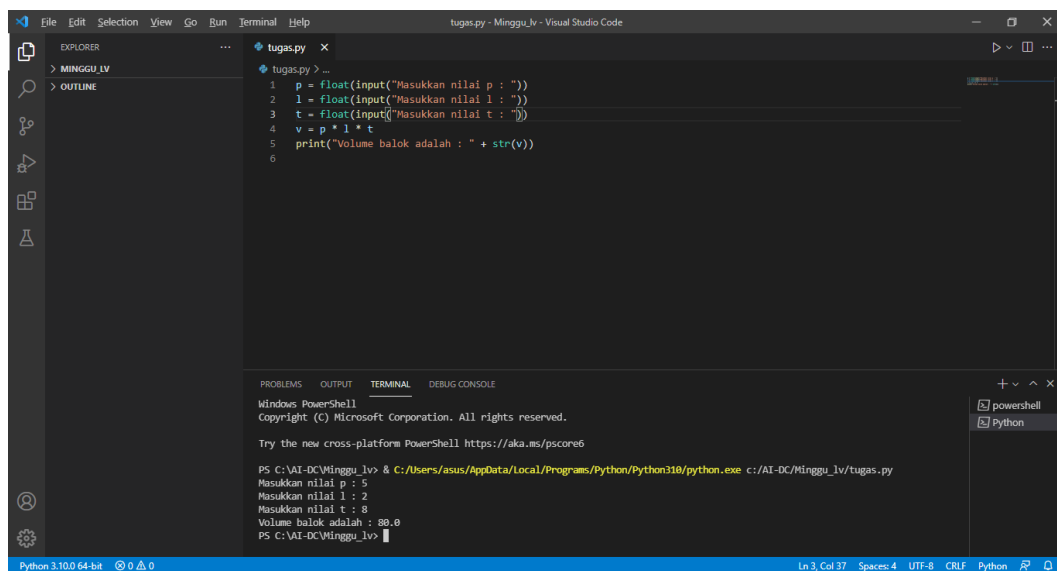 File Edit Selection View Go Run Terminal Help tugas.py - Minggu_lv - Visual Studio Code
EXPLORER
MINGGU_LV
OUTLINE
tugas.py
tugas.py > ...
1 p = float(input("Masukkan nilai p : "))
2 l = float(input("Masukkan nilai l : "))
3 t = float(input("Masukkan nilai t : "))
4 v = p * l * t
5 print("Volume balok adalah : " + str(v))
6
PROBLEMS OUTPUT TERMINAL DEBUG CONSOLE
powershell
Python
Windows PowerShell
Copyright (C) Microsoft Corporation. All rights reserved.
Try the new cross-platform PowerShell https://aka.ms/pscore6
PS C:\AI-DC\Minggu_lv> & C:/Users/asus/AppData/Local/Programs/Python/Python310/python.exe c:/AI-DC/Minggu_lv/tugas.py
Masukkan nilai p : 5
Masukkan nilai l : 2
Masukkan nilai t : 8
Volume balok adalah : 80.0
PS C:\AI-DC\Minggu_lv>
Python 3.10.0 64-bit 0 0 Ln 3, Col 37 Spaces: 4 UTF-8 CRLF Python